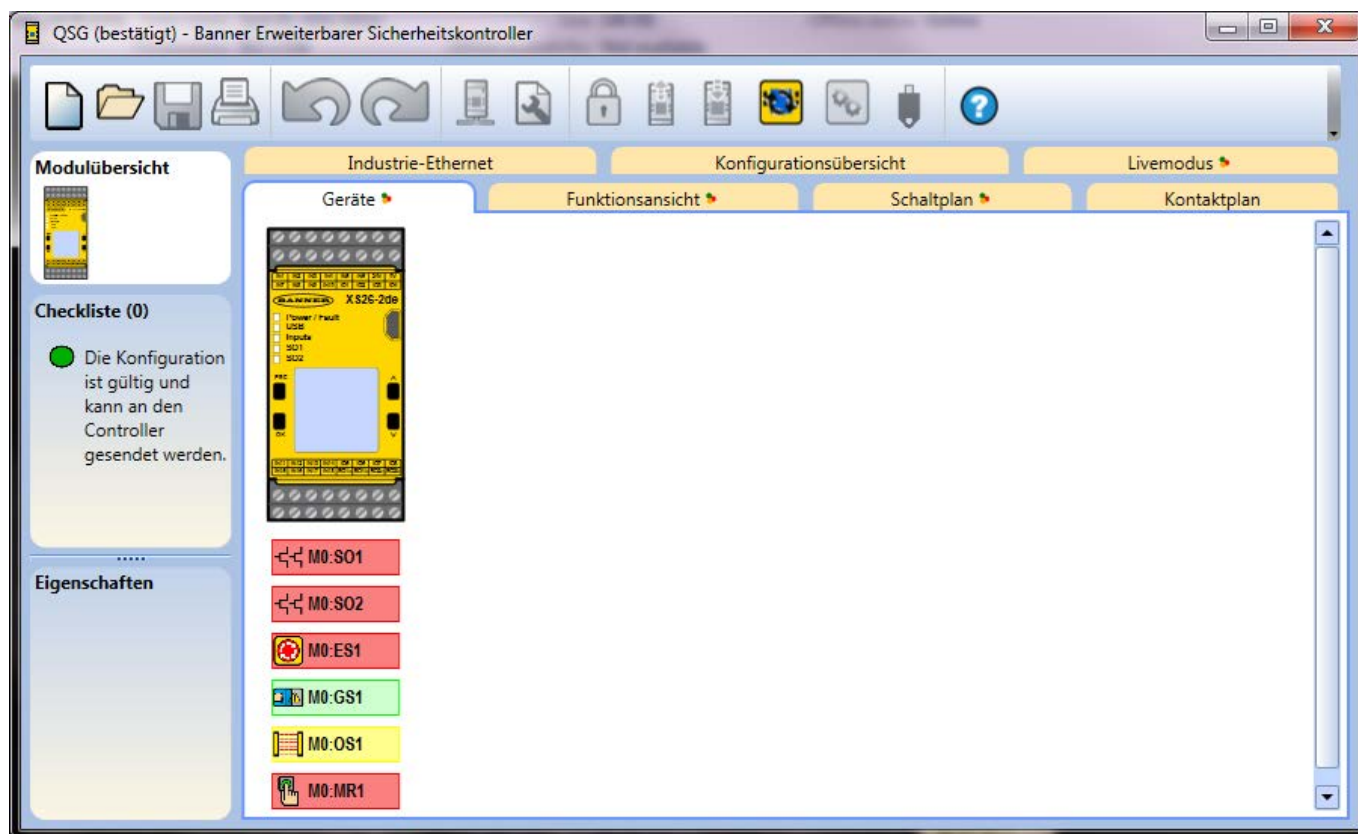 QSG (bestätigt) - Banner Erweiterbarer Sicherheitskontroller
Modulübersicht
Industrie-Ethernet
Konfigurationsübersicht
Livemodus
Geräte
Funktionsansicht
Schaltplan
Kontaktplan
Checkliste (0)
Die Konfiguration
ist gültig und
kann an den
Controller
gesendet werden.
Eigenschaften
BANNER
XS26-2de
Power / Fault
USB
Inputs
SO1
SO2
OK
M0:SO1
M0:SO2
M0:ES1
M0:GS1
M0:OS1
M0:MR1